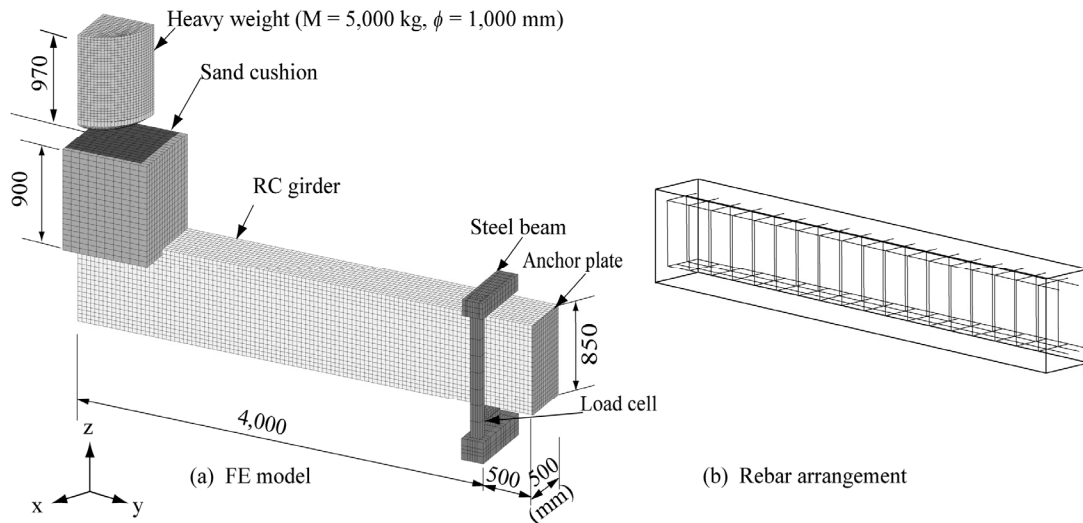 Heavy weight (M = 5,000 kg, ϕ = 1,000 mm)
Sand cushion
970
900
RC girder
Steel beam
Anchor plate
850
Load cell
4,000
500
500
(mm)
z
x
y
(a) FE model
(b) Rebar arrangement